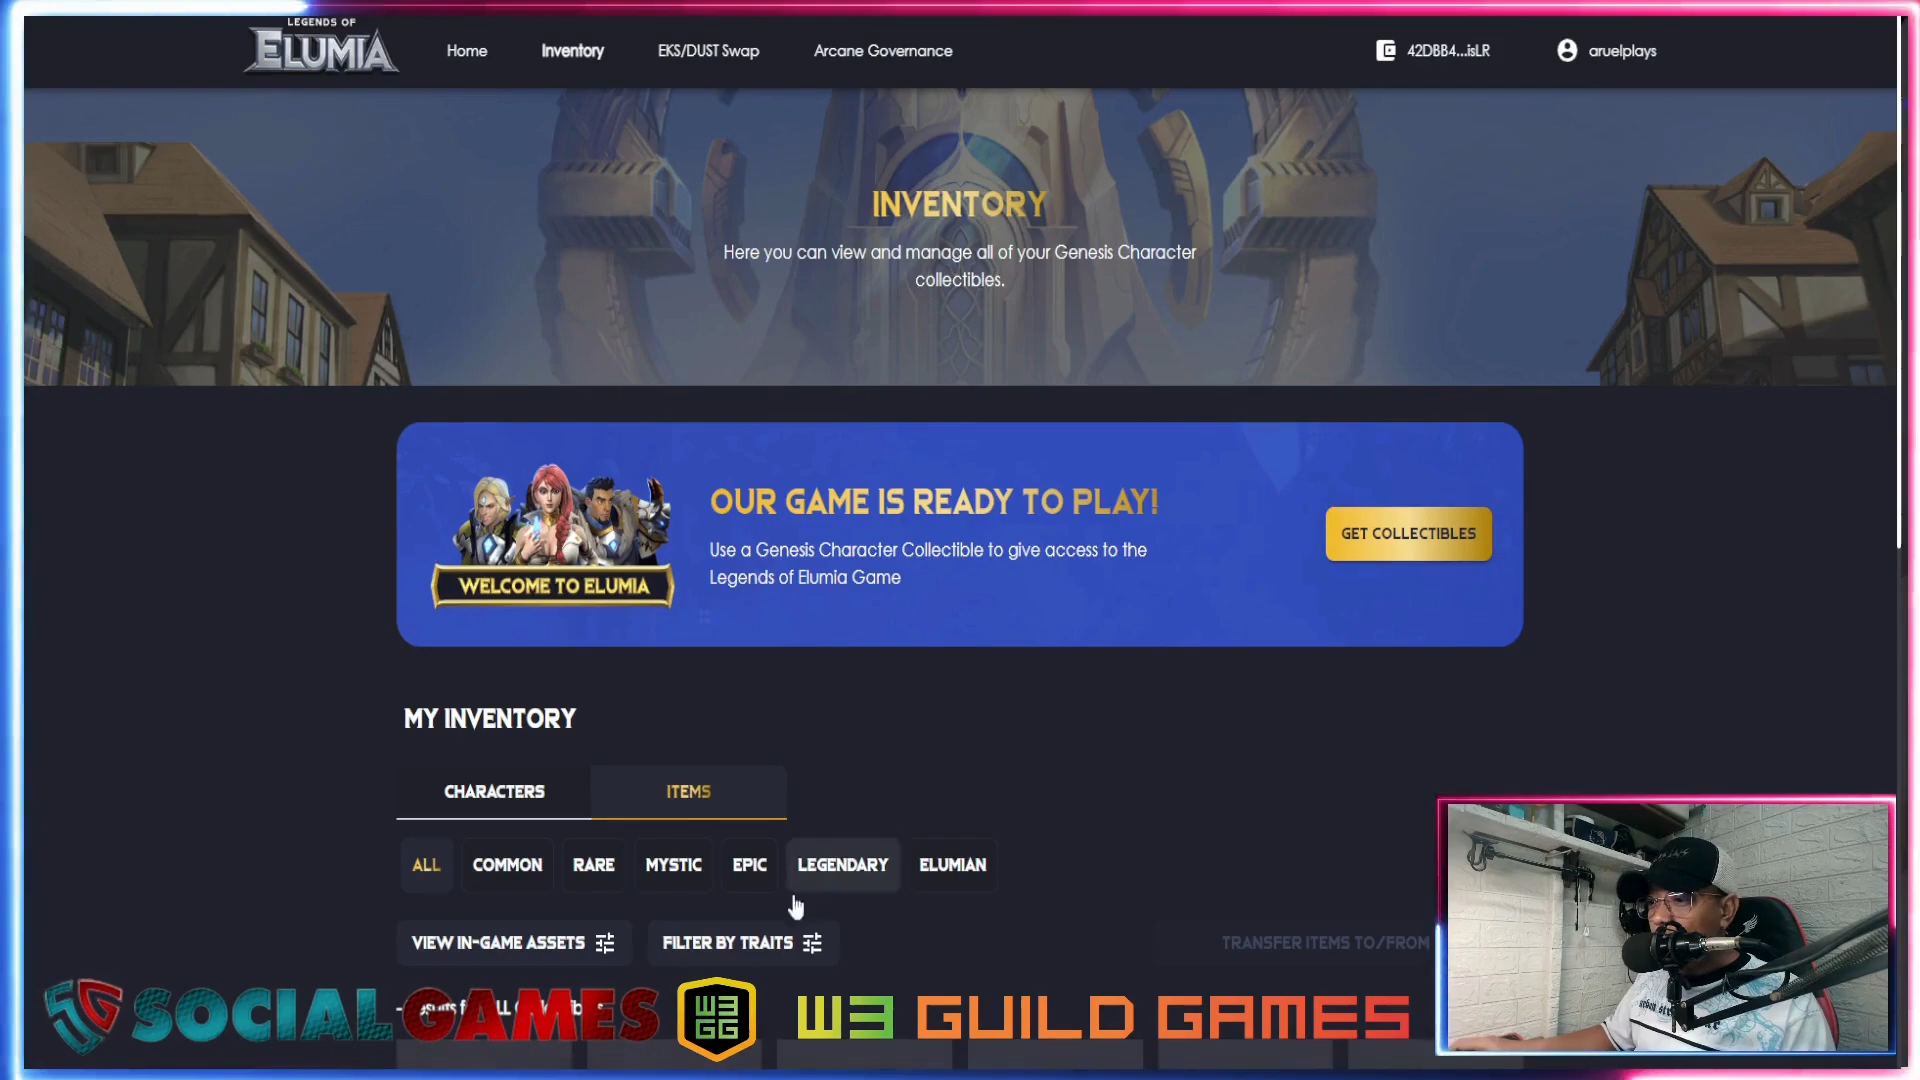 LEGENDS OF
ELUMIA
Home
Inventory
EKS/DUST Swap
Arcane Governance
42DBB4...isLR
aruelplays
INVENTORY
Here you can view and manage all of your Genesis Character
collectibles.
WELCOME TO ELUMIA
OUR GAME IS READY TO PLAY!
Use a Genesis Character Collectible to give access to the
Legends of Elumia Game
GET COLLECTIBLES
MY INVENTORY
CHARACTERS
ITEMS
ALL
COMMON
RARE
MYSTIC
EPIC
LEGENDARY
ELUMIAN
VIEW IN-GAME ASSETS
FILTER BY TRAITS
TRANSFER ITEMS TO/FROM
SG SOCIAL GAMES
W3
GG
W3 GUILD GAMES